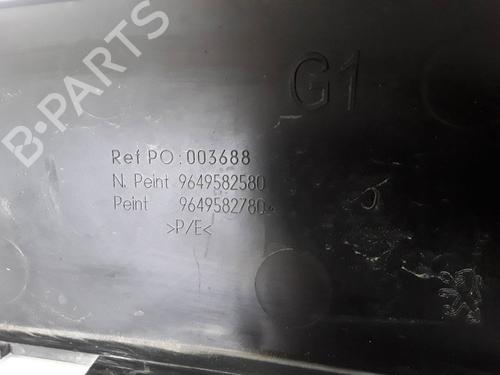 B-PARTS
G1
Ref PO : 003688
N. Peint 9649582580
Peint 9649582780
>P/E<